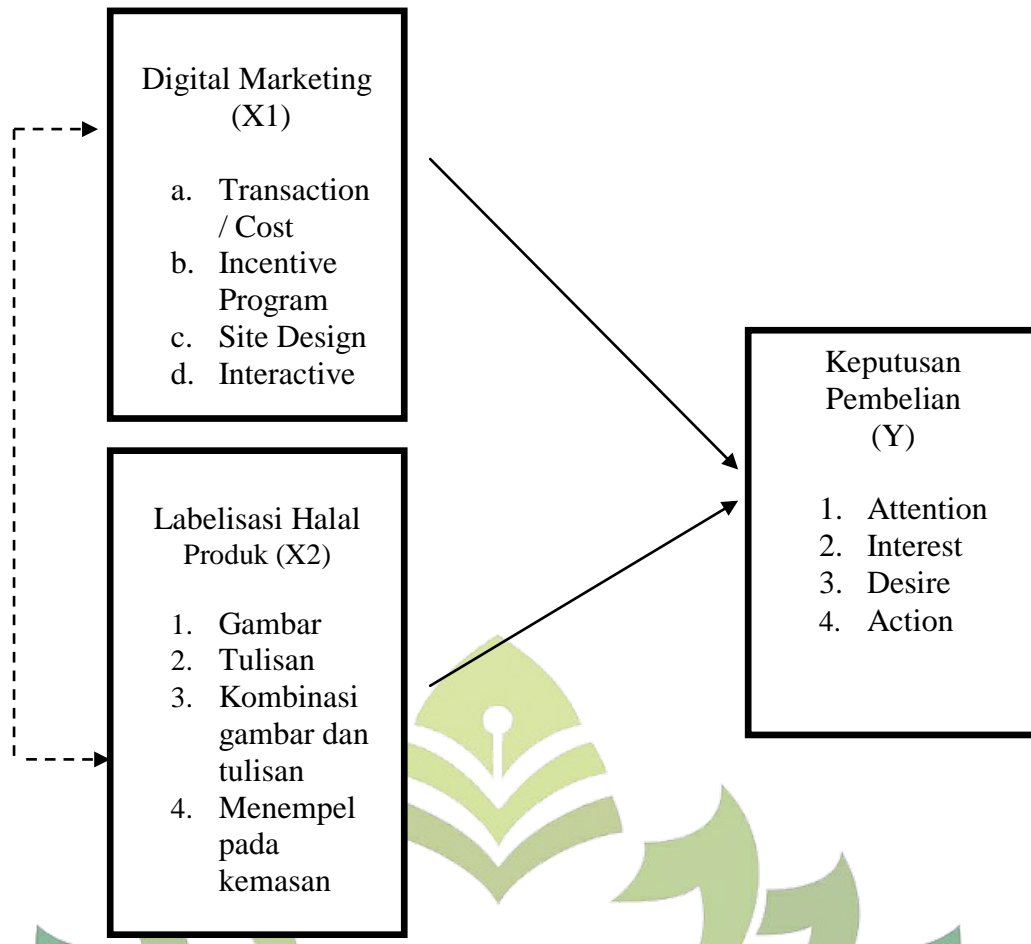 Digital Marketing
(X1)
a. Transaction
/ Cost
b. Incentive
Program
c. Site Design
d. Interactive
Labelisasi Halal
Produk (X2)
1. Gambar
2. Tulisan
3. Kombinasi
gambar dan
tulisan
4. Menempel
pada
kemasan
Keputusan
Pembelian
(Y)
1. Attention
2. Interest
3. Desire
4. Action